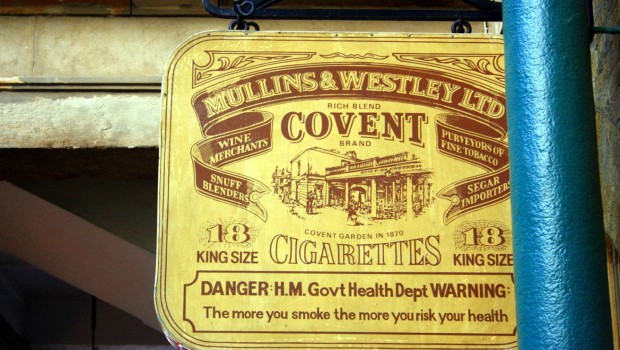 MULLINS & WESTLEY LTD
RICH BLEND
COVENT
BRAND
WINE
MERCHANTS
SNUFF
BLENDERS
PURVEYORS OF
FINE TOBACCO
SEGAR
IMPORTERS
COVENT GARDEN IN 1870
CIGARETTES
18
KING SIZE
18
KING SIZE
DANGER: H.M. Govt Health Dept WARNING:
The more you smoke the more you risk your health